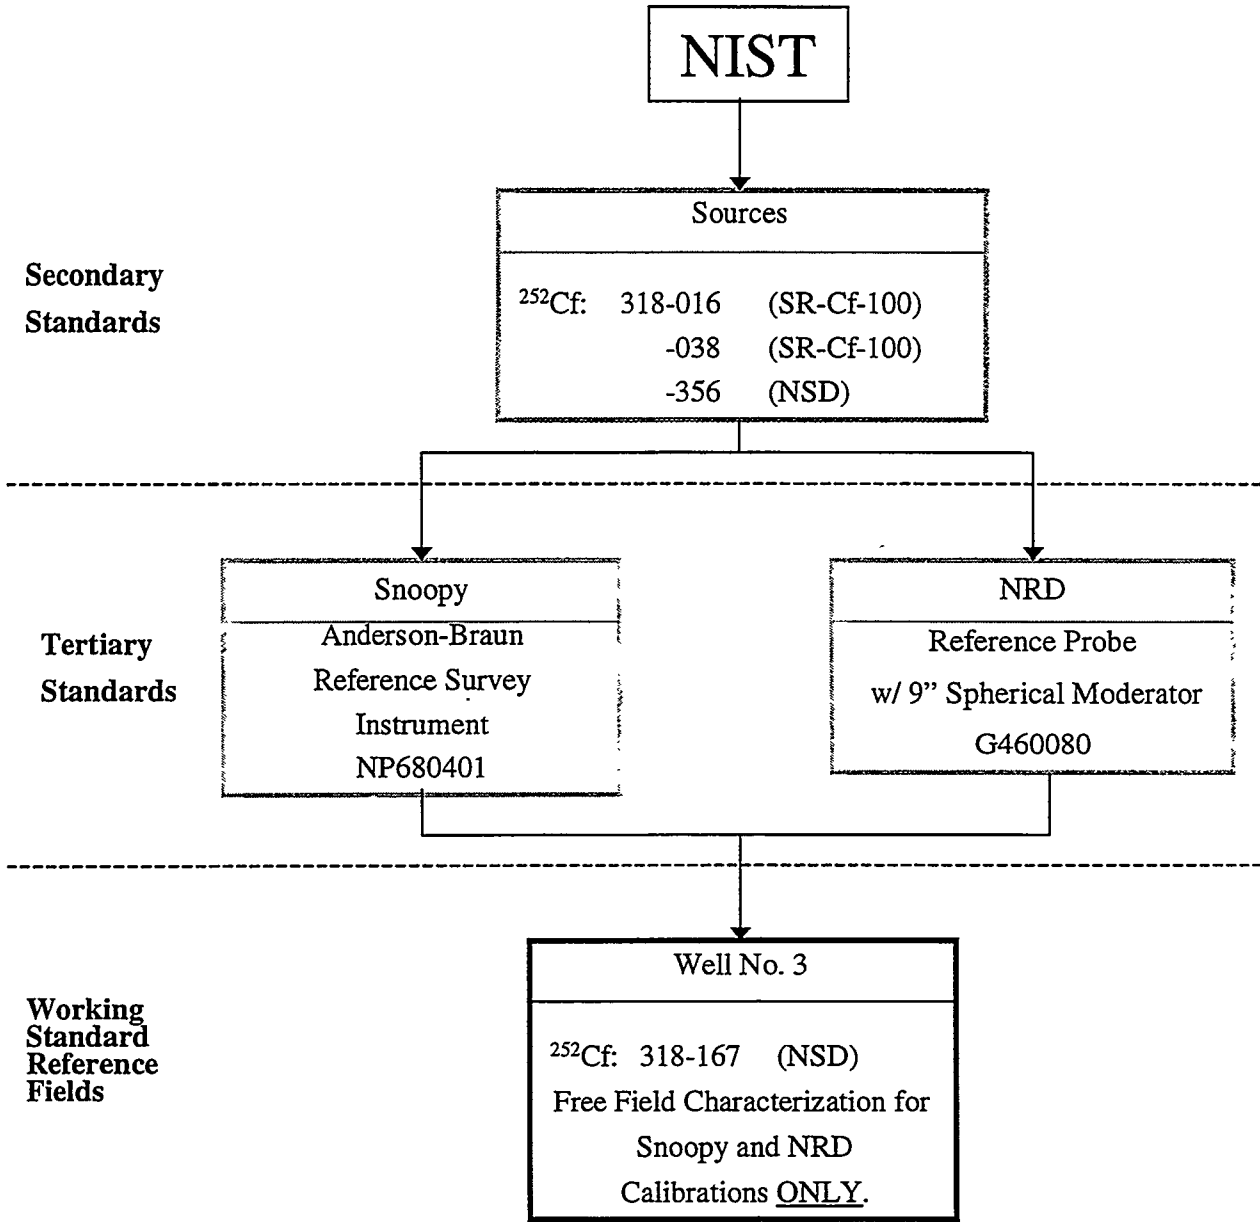 NIST
Sources
Secondary
Standards
²⁵²Cf: 318-016 (SR-Cf-100)
-038 (SR-Cf-100)
-356 (NSD)
Tertiary
Standards
Snoopy
Anderson-Braun
Reference Survey
Instrument
NP680401
NRD
Reference Probe
w/ 9” Spherical Moderator
G460080
Working
Standard
Reference
Fields
Well No. 3
²⁵²Cf: 318-167 (NSD)
Free Field Characterization for
Snoopy and NRD
Calibrations ONLY.